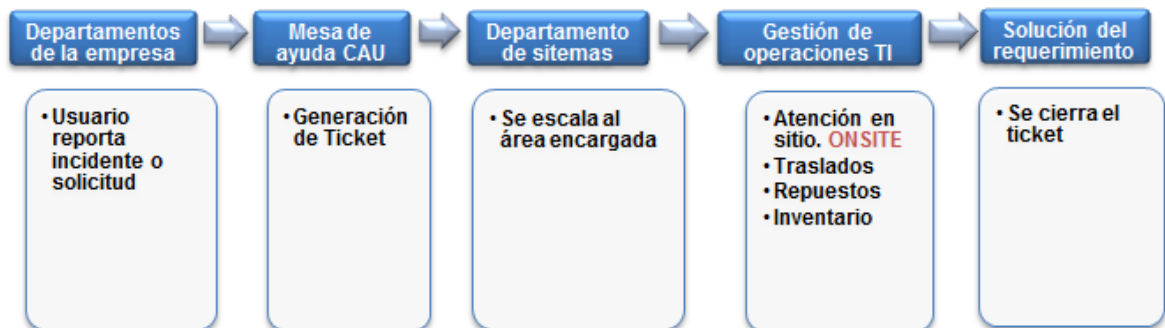 Departamentos
de la empresa
Mesa de
ayuda CAU
Departamento
de sitemas
Gestión de
operaciones TI
Solución del
requerimiento
• Usuario
reporta
incidente o
solicitud
• Generación
de Ticket
• Se escala al
área encargada
• Atención en
sitio. ONSITE
• Traslados
• Repuestos
• Inventario
• Se cierra el
ticket